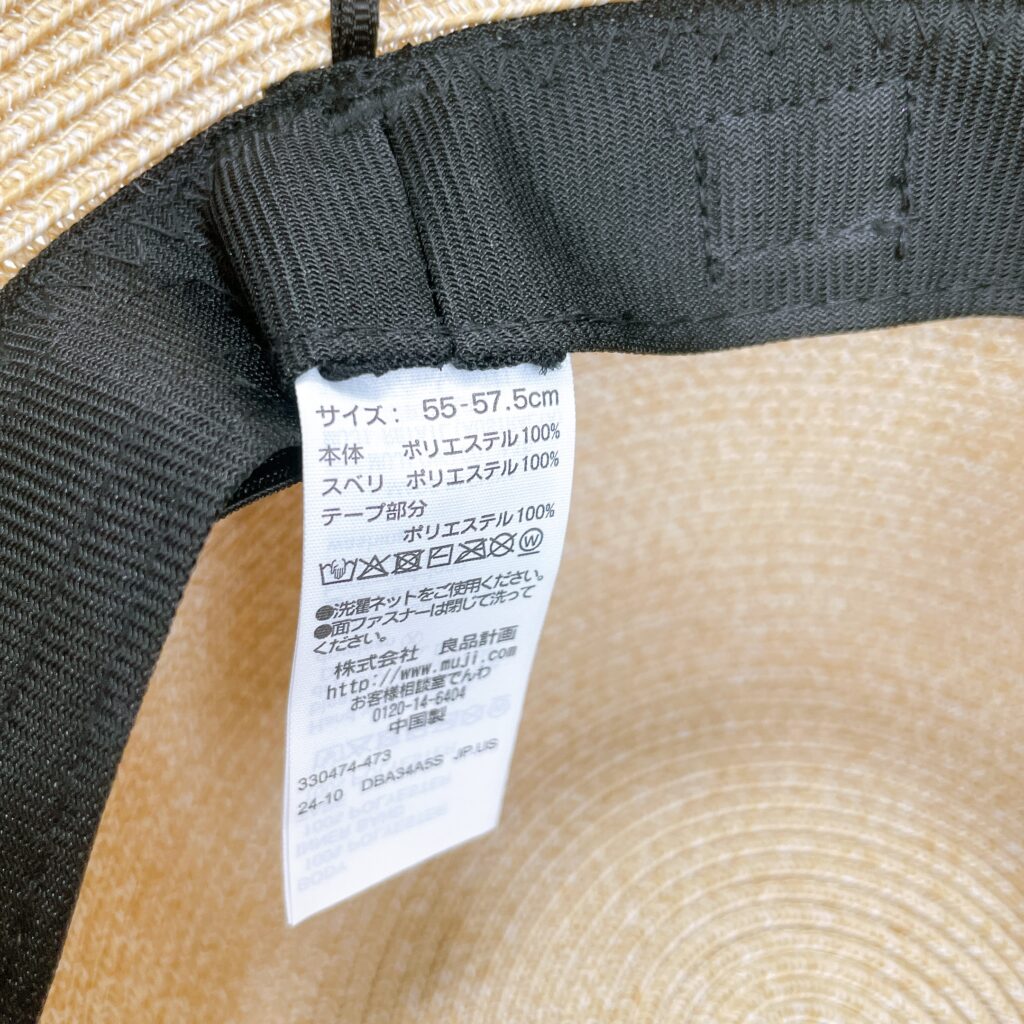 サイズ: 55-57.5cm
本体 ポリエステル100%
スベリ ポリエステル100%
テープ部分
ポリエステル100%
●洗濯ネットをご使用ください。
●面ファスナーは閉じて洗って
ください。
株式会社 良品計画
http://www.muji.com
お客様相談室でんわ
0120-14-6404
中国製
330474-473
24-10 DBA34A5S JP.US